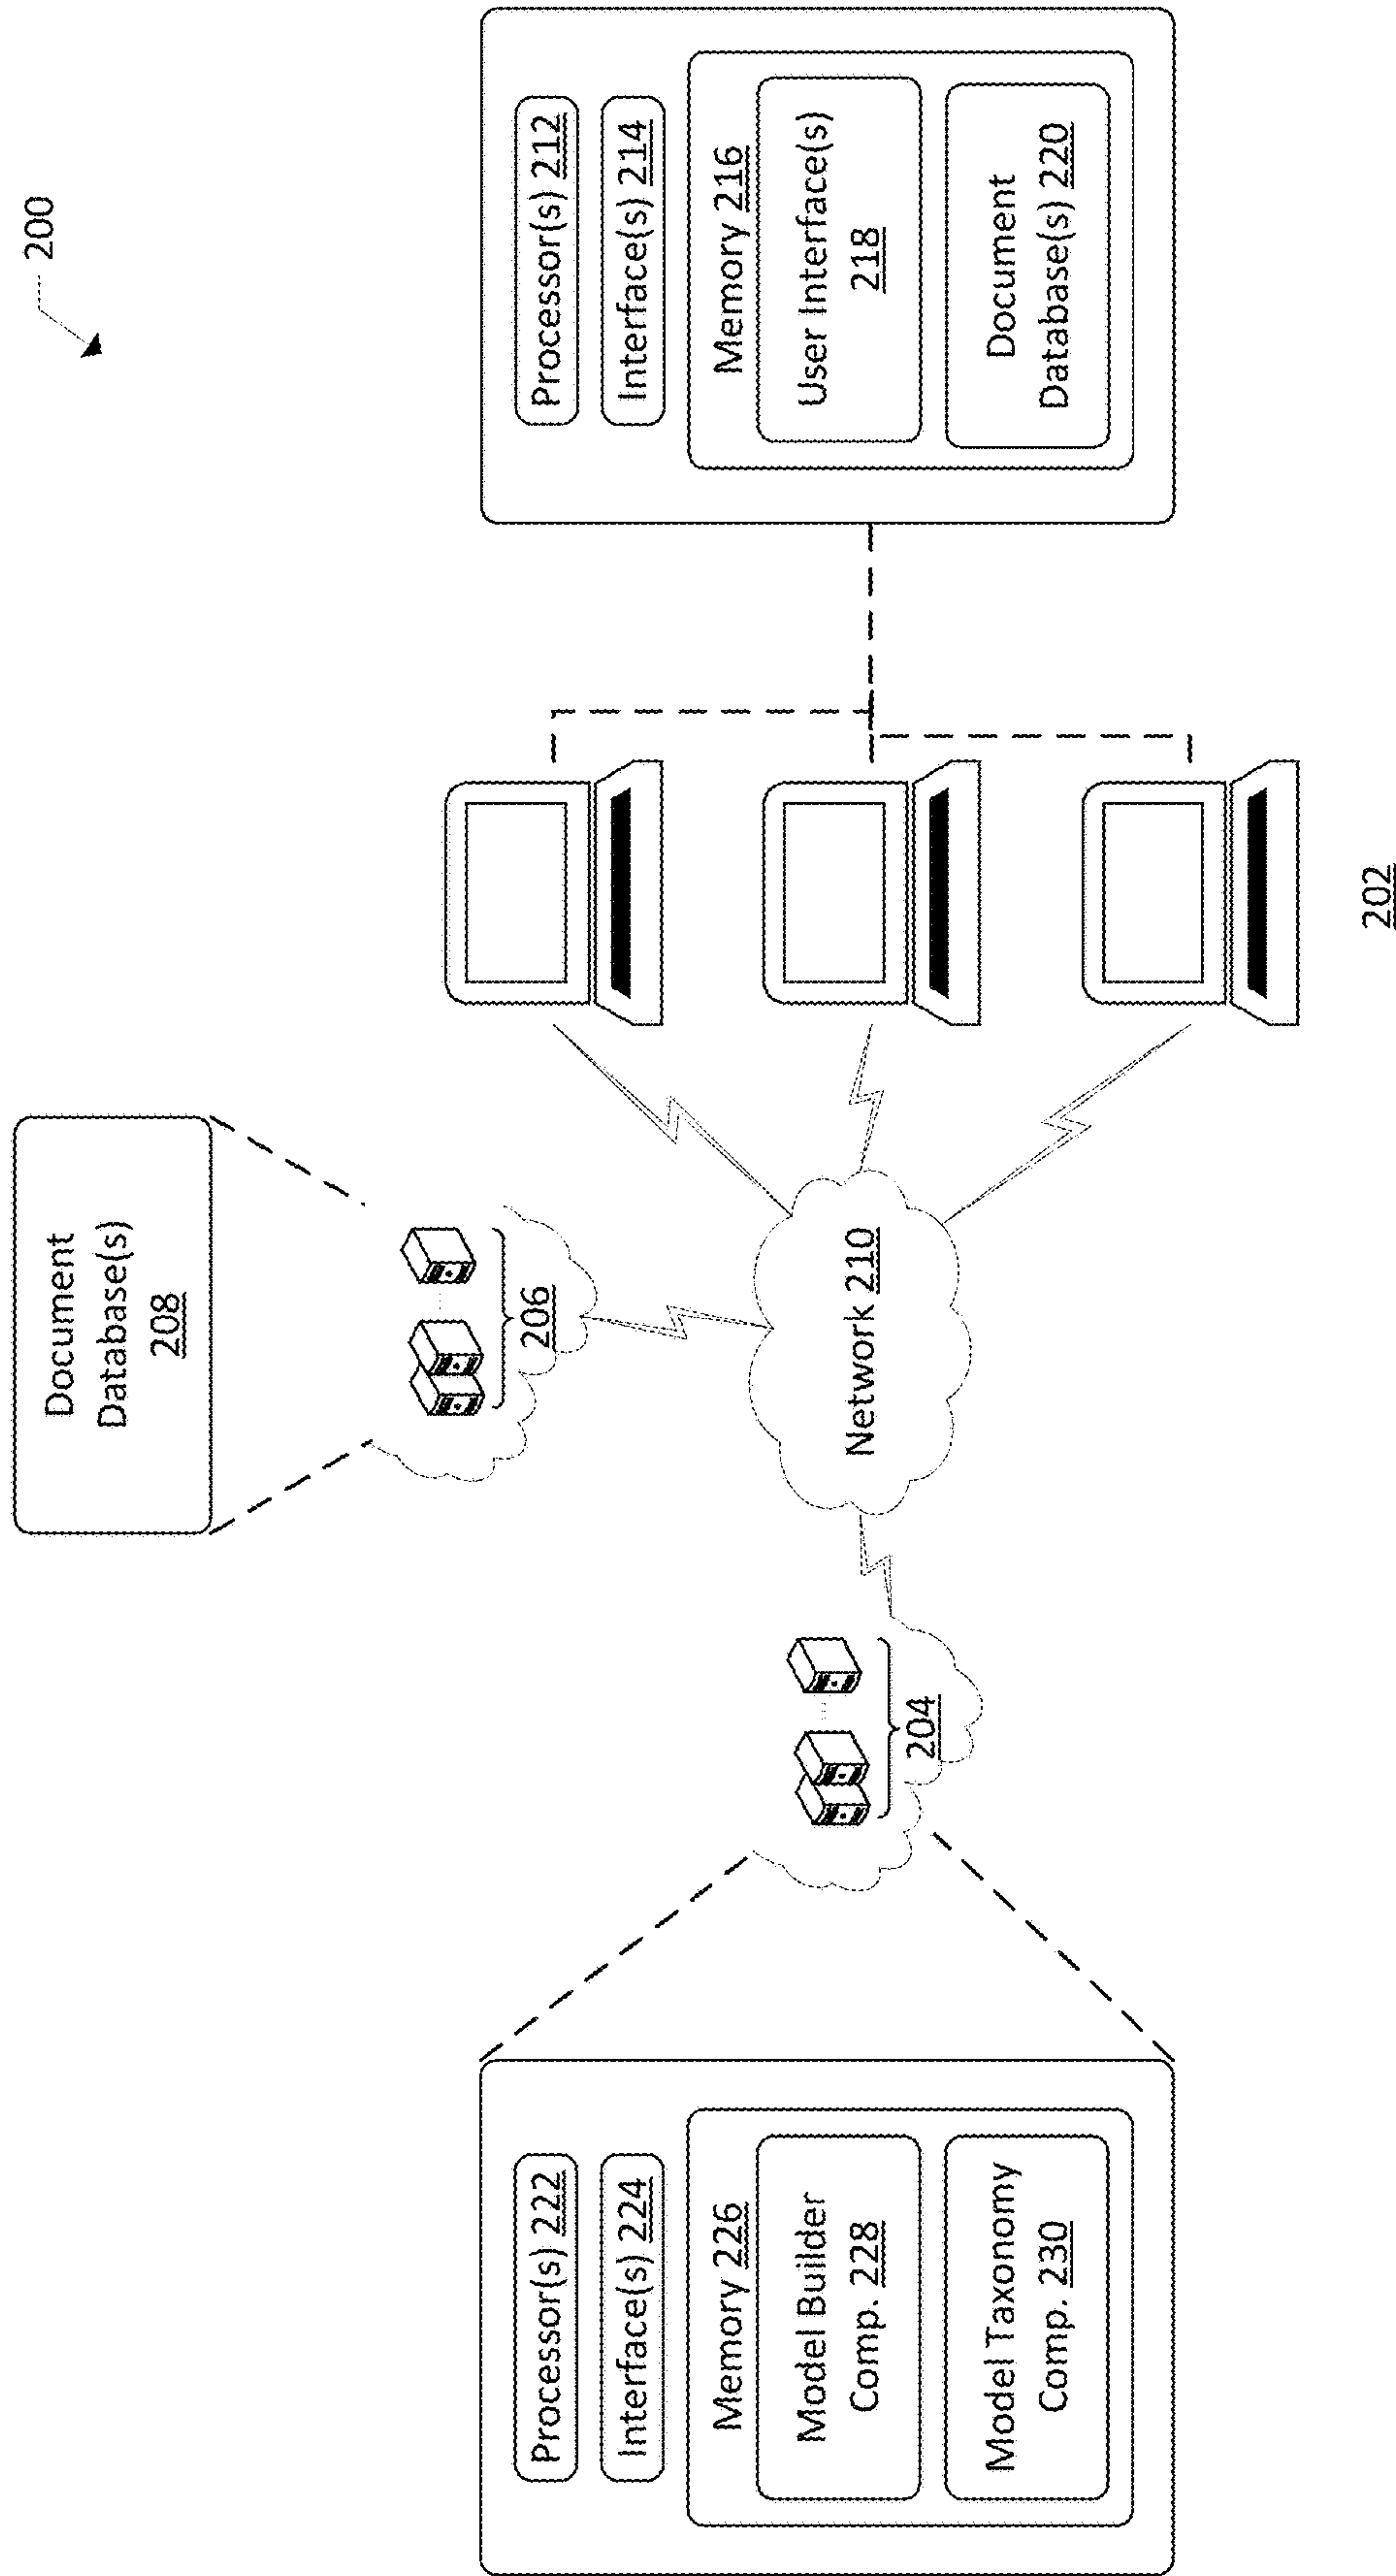 200
Document
Database(s)
208
206
Processor(s) 222
Interface(s) 224
Memory 226
Model Builder
Comp. 228
Model Taxonomy
Comp. 230
204
Network 210
Processor(s) 212
Interface(s) 214
Memory 216
User Interface(s)
218
Document
Database(s) 220
202